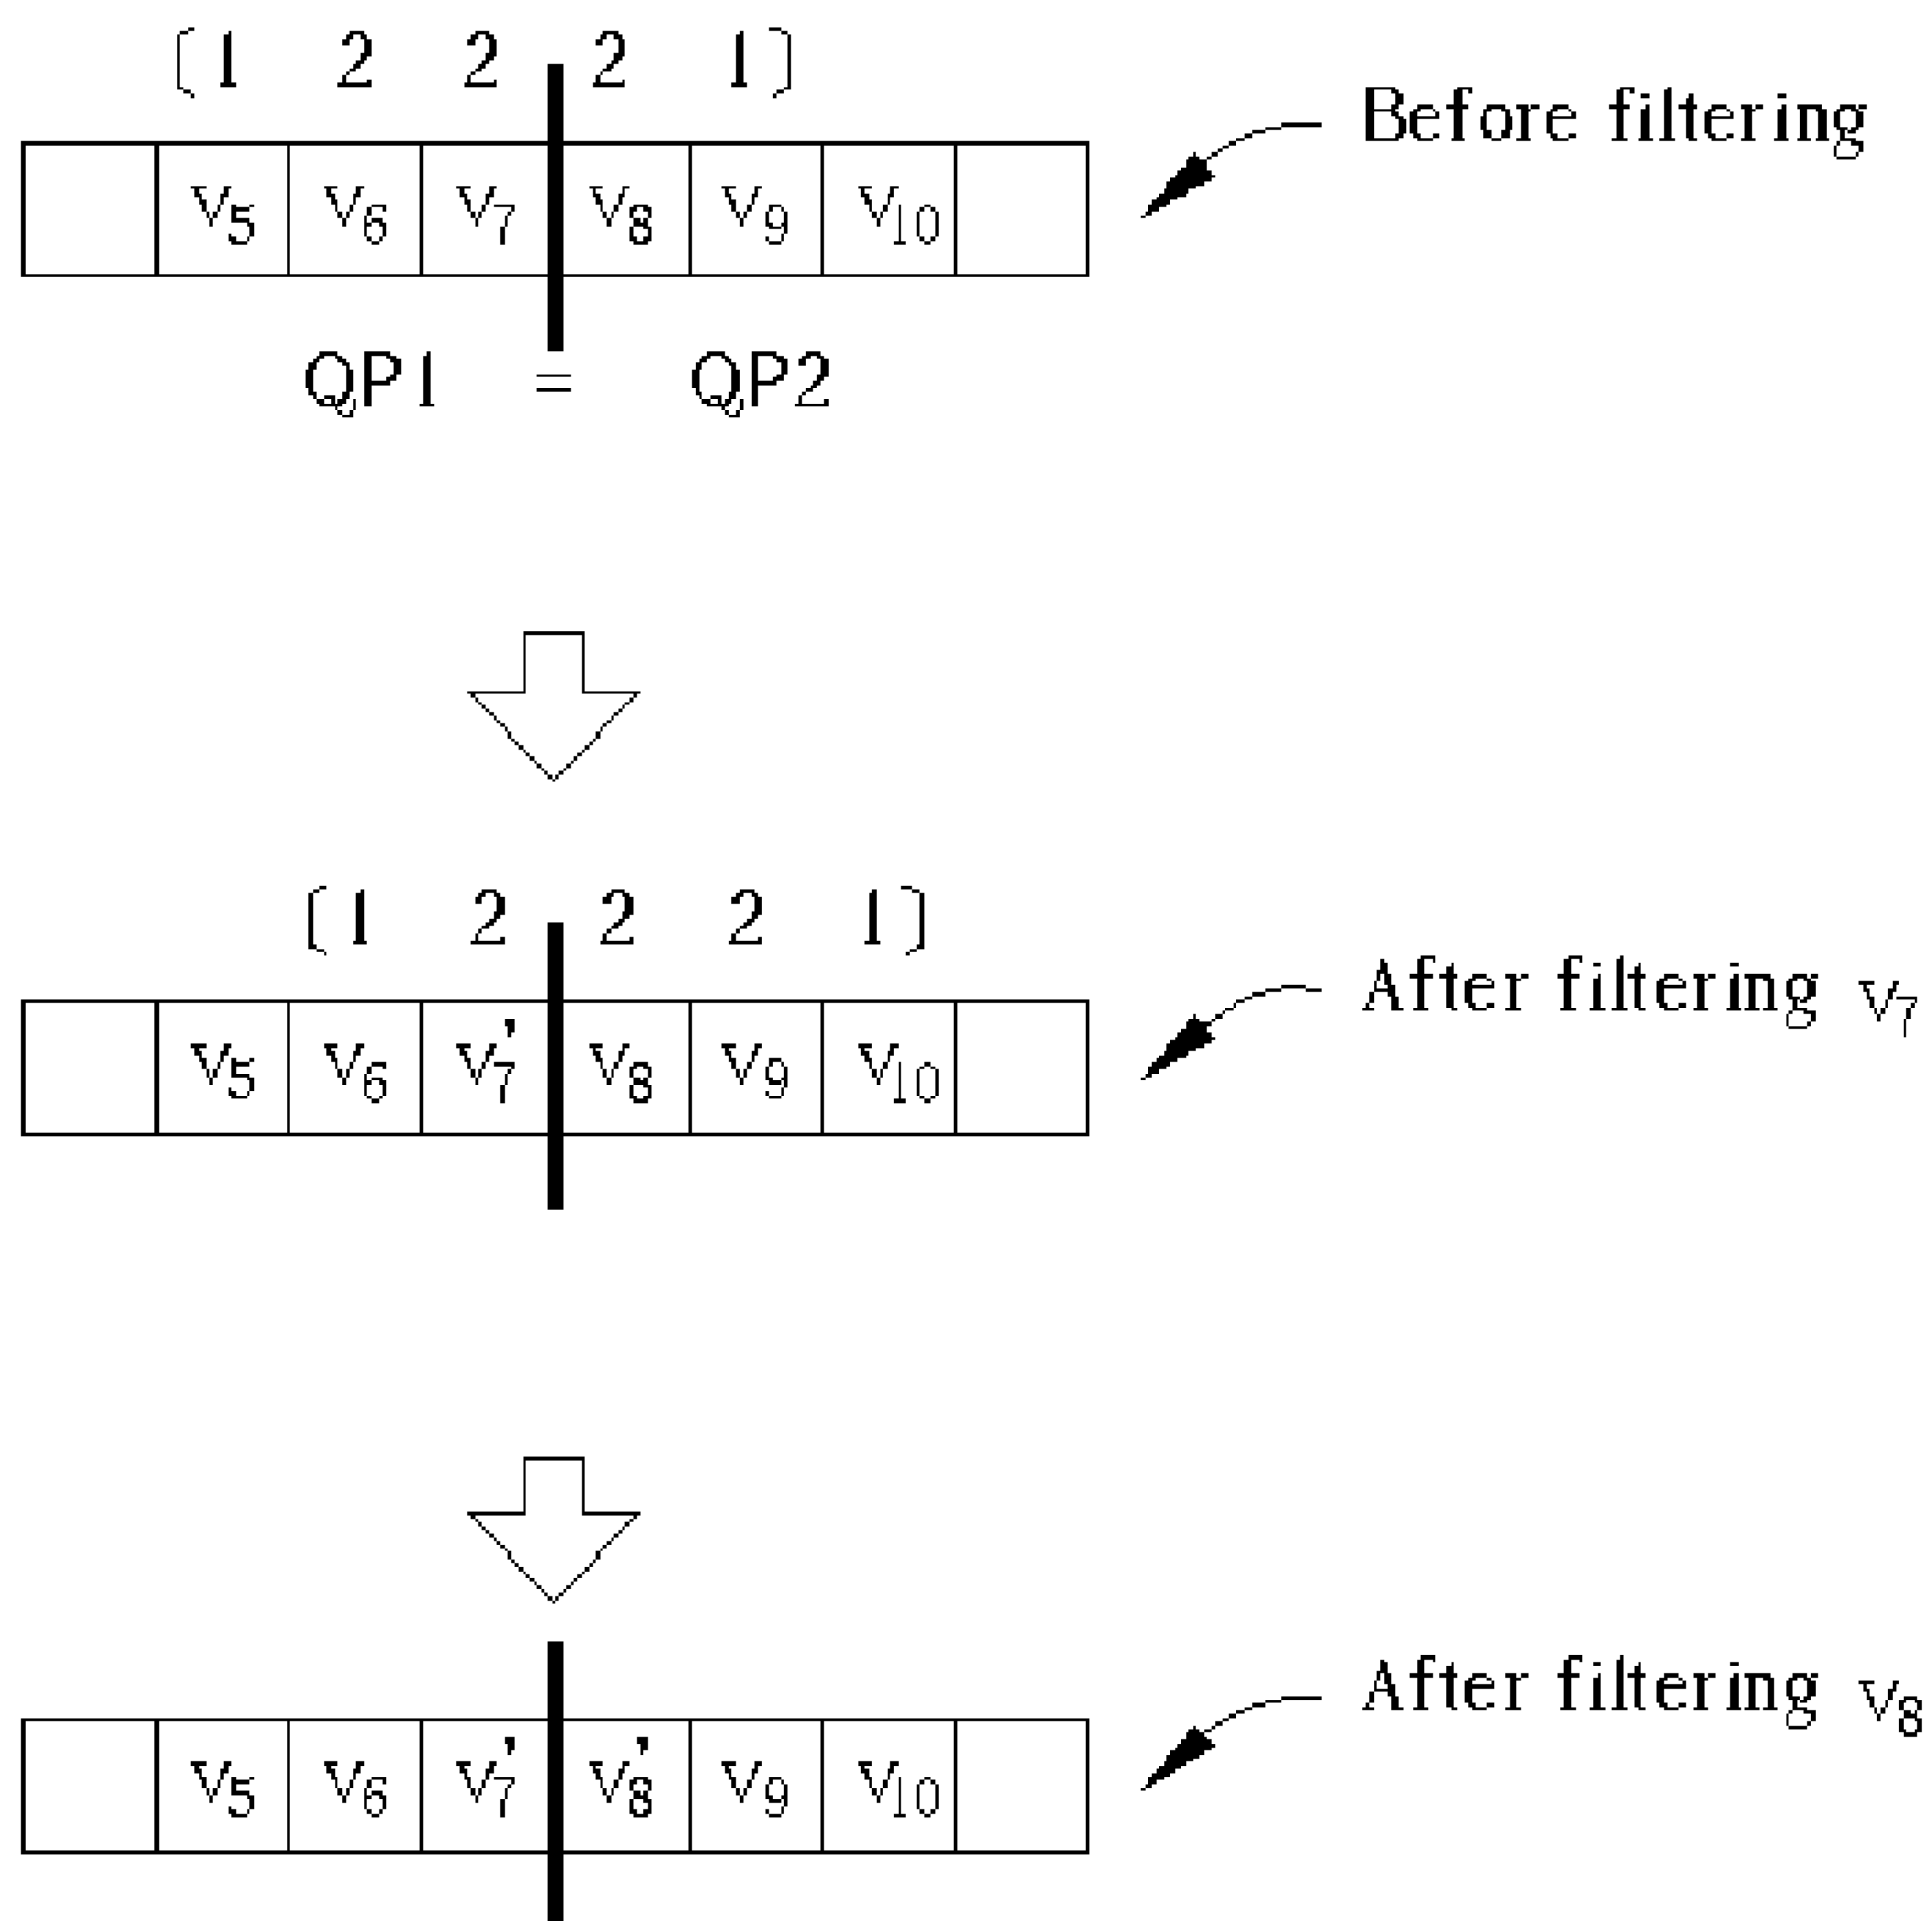 (1 2 2 2 1)
Before filtering
v5 v6 v7 v8 v9 v10
QP1 = QP2
(1 2 2 2 1)
After filtering v7
v5 v6 v7' v8 v9 v10
After filtering v8
v5 v6 v7' v8' v9 v10